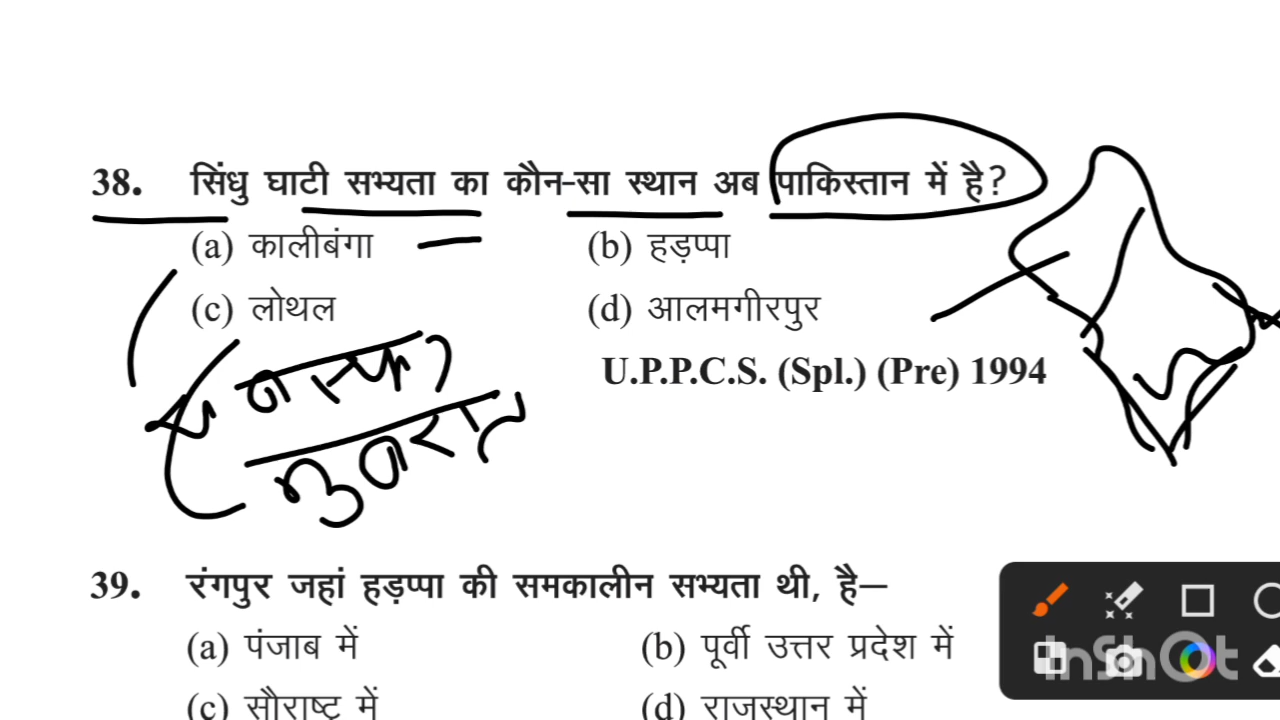 38. सिंधु घाटी सभ्यता का कौन-सा स्थान अब पाकिस्तान में है?
(a) कालीबंगा (b) हड़प्पा
(c) लोथल (d) आलमगीरपुर
U.P.P.C.S. (Spl.) (Pre) 1994
39. रंगपुर जहां हड़प्पा की समकालीन सभ्यता थी, है–
(a) पंजाब में (b) पूर्वी उत्तर प्रदेश में
(c) सौराष्ट्र में (d) राजस्थान में
InShOt